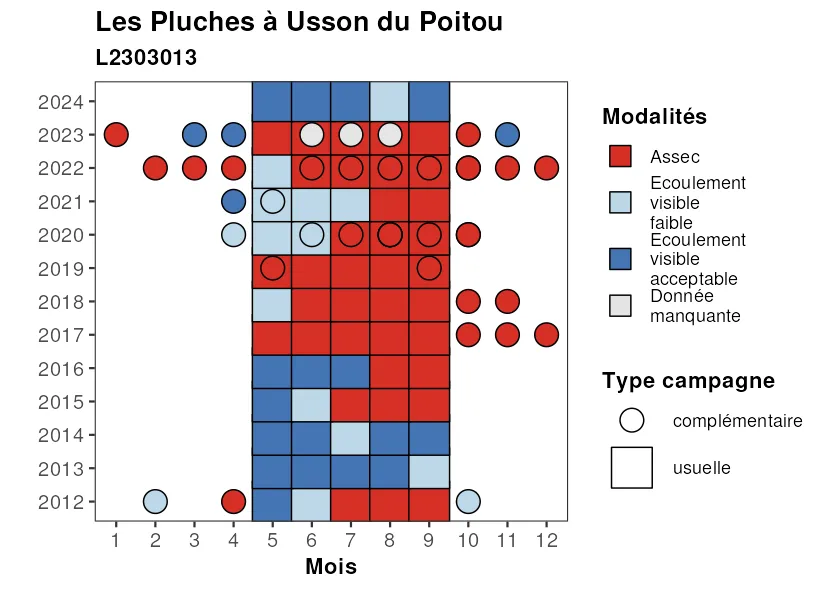 Les Pluches à Usson du Poitou
L2303013
2024
2023
2022
2021
2020
2019
2018
2017
2016
2015
2014
2013
2012
1 2 3 4 5 6 7 8 9 10 11 12
Mois
Modalités
Assec
Ecoulement
visible
faible
Ecoulement
visible
acceptable
Donnée
manquante
Type campagne
complémentaire
usuelle